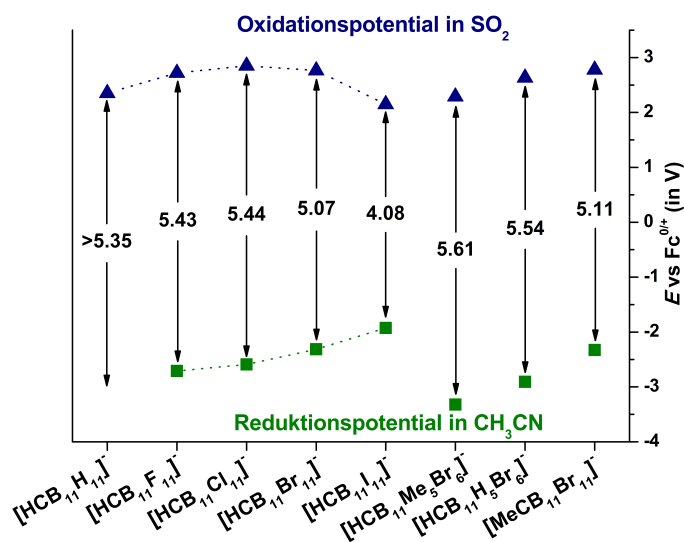 Oxidationspotential in SO₂
3
2
1
0
-1
-2
-3
-4
E vs Fc⁰ᐟ⁺ (in V)
>5.35
5.43
5.44
5.07
4.08
5.61
5.54
5.11
Reduktionspotential in CH₃CN
[HCB₁₁H₁₁]⁻
[HCB₁₁F₁₁]⁻
[HCB₁₁Cl₁₁]⁻
[HCB₁₁Br₁₁]⁻
[HCB₁₁I₁₁]⁻
[HCB₁₁Me₅Br₆]⁻
[HCB₁₁H₅Br₆]⁻
[MeCB₁₁Br₁₁]⁻